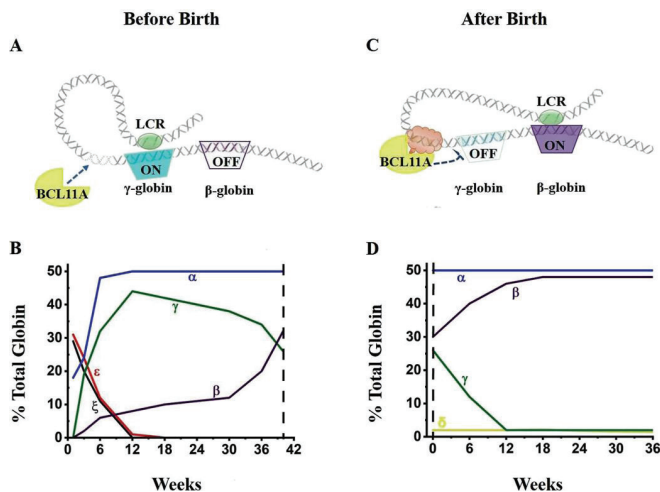 Before Birth
After Birth
A
LCR
ON
OFF
BCL11A
γ-globin
β-globin
C
LCR
BCL11A
OFF
ON
γ-globin
β-globin
B
50
40
30
20
10
0
% Total Globin
α
γ
ε
ξ
β
0 6 12 18 24 30 36 42
Weeks
D
50
40
30
20
10
0
% Total Globin
α
β
γ
δ
0 6 12 18 24 30 36
Weeks